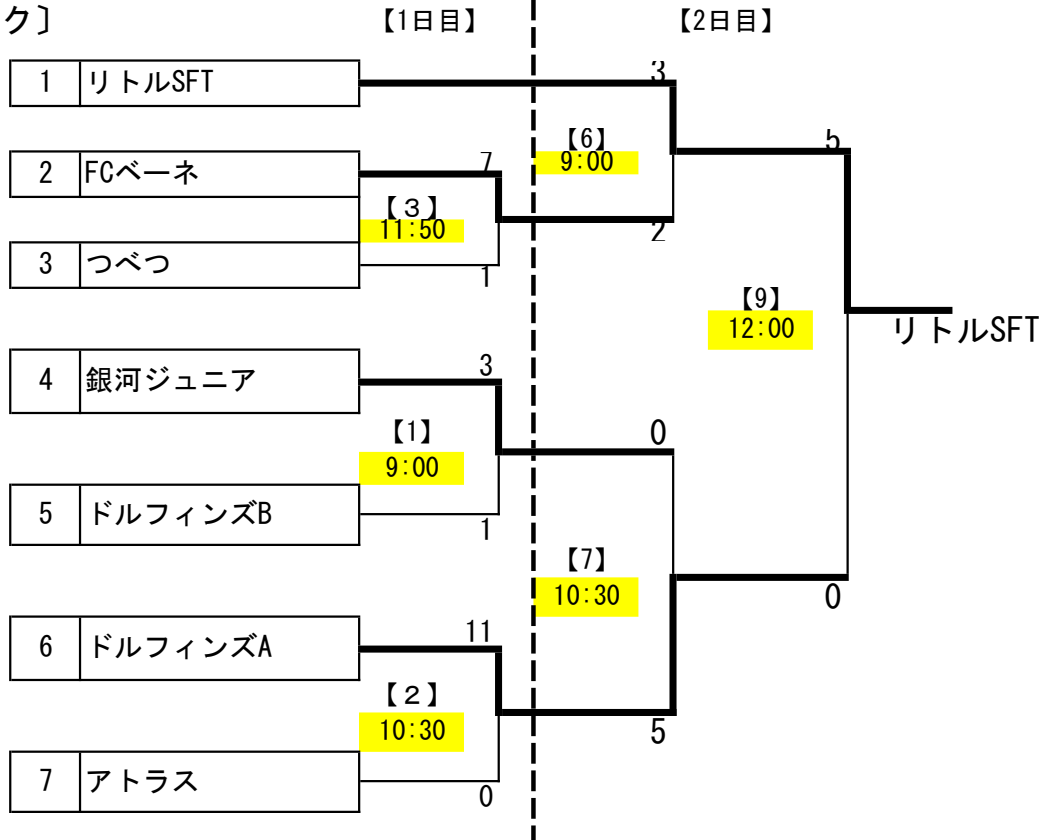 ク］
【1日目】
【2日目】
1 リトルSFT
3
【6】
9:00
5
2 FCベーネ
7
【３】
11:50
2
3 つべつ
1
【9】
12:00
リトルSFT
4 銀河ジュニア
3
【1】
9:00
0
5 ドルフィンズB
1
【7】
10:30
0
6 ドルフィンズA
11
【２】
10:30
5
7 アトラス
0